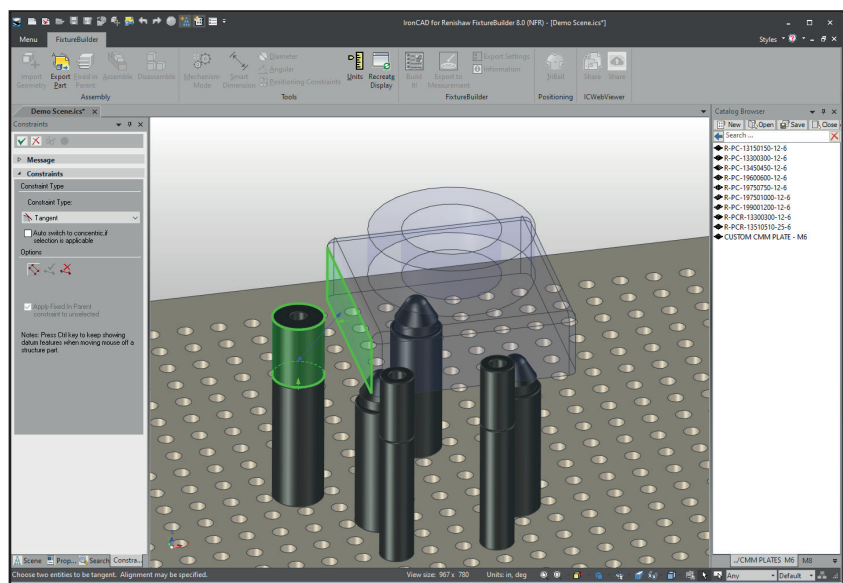 IronCAD for Renishaw FixtureBuilder 8.0 (NFR) - [Demo Scene.ics*]
Menu FixtureBuilder Styles
Import Geometry
Export Part
Fixed in Parent
Assemble
Disassemble
Assembly
Mechanism Mode
Smart Dimension
Diameter
Angular
Positioning Constraints
Units
Recreate Display
Tools
Build It!
Export to Measurement
Export Settings
Information
FixtureBuilder
TriBall
Positioning
Share
Share
ICWebViewer
Demo Scene.ics*
Constraints
Message
Constraints
Constraint Type
Constraint Type:
Tangent
Auto switch to concentric,if
selection is applicable
Options
Apply Fixed In Parent
constraint to unselected
Notes: Press Ctrl key to keep showing
datum features when moving mouse off a
structure part.
Scene Prop... Search Constra...
Catalog Browser
New Open Save Close
Search ...
R-PC-13150150-12-6
R-PC-13300300-12-6
R-PC-13450450-12-6
R-PC-19600600-12-6
R-PC-19750750-12-6
R-PC-197501000-12-6
R-PC-199001200-12-6
R-PCR-13300300-12-6
R-PCR-13510510-25-6
CUSTOM CMM PLATE - M6
../CMM PLATES M6 M8
Choose two entities to be tangent. Alignment may be specified.
View size: 967 x 780 Units: in, deg
Any Default